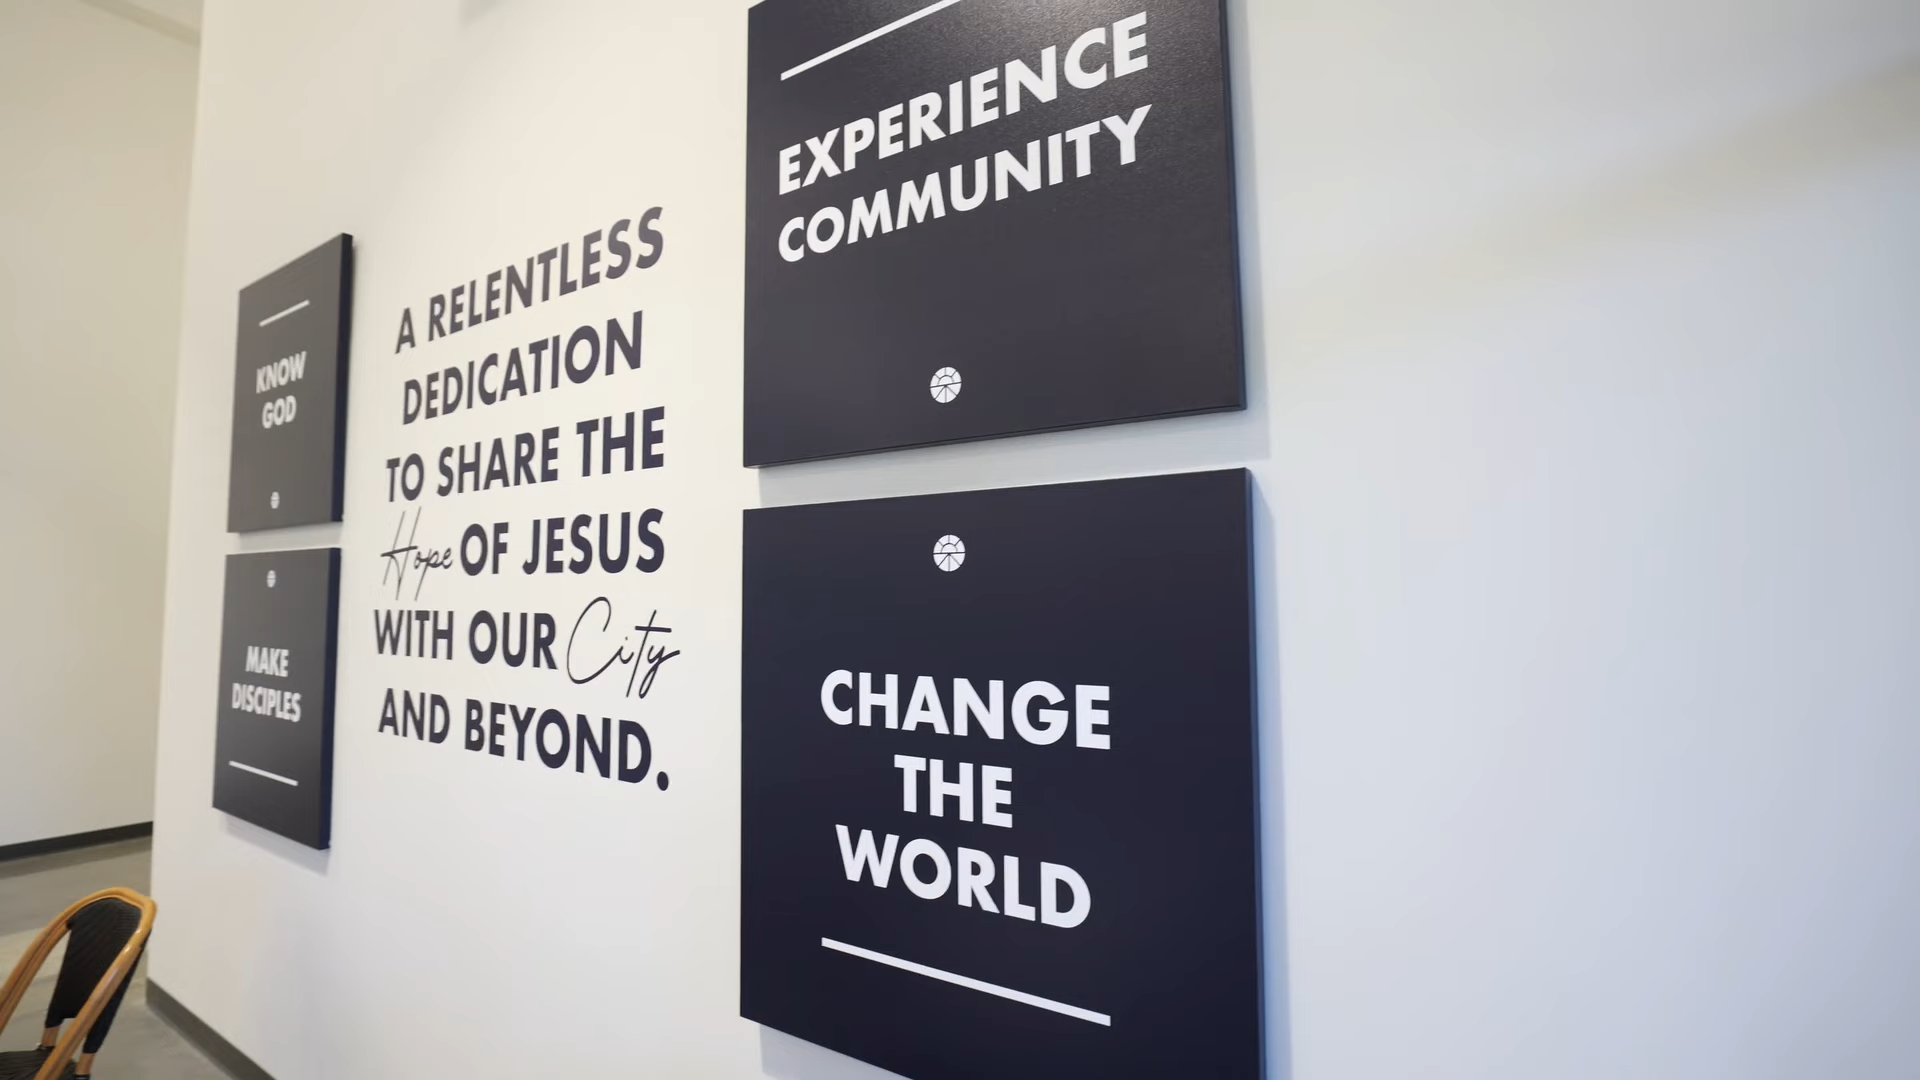 KNOW
GOD
MAKE
DISCIPLES
A RELENTLESS
DEDICATION
TO SHARE THE
Hope OF JESUS
WITH OUR City
AND BEYOND.
EXPERIENCE
COMMUNITY
CHANGE
THE
WORLD